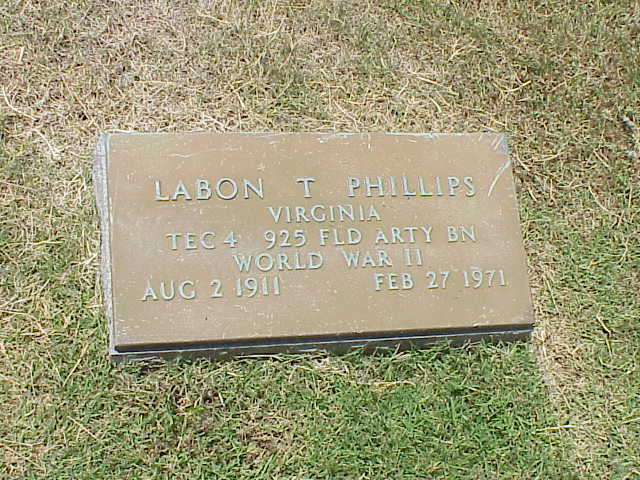 LABON T PHILLIPS
VIRGINIA
TEC 4 925 FLD ARTY BN
WORLD WAR II
AUG 2 1911 FEB 27 1971